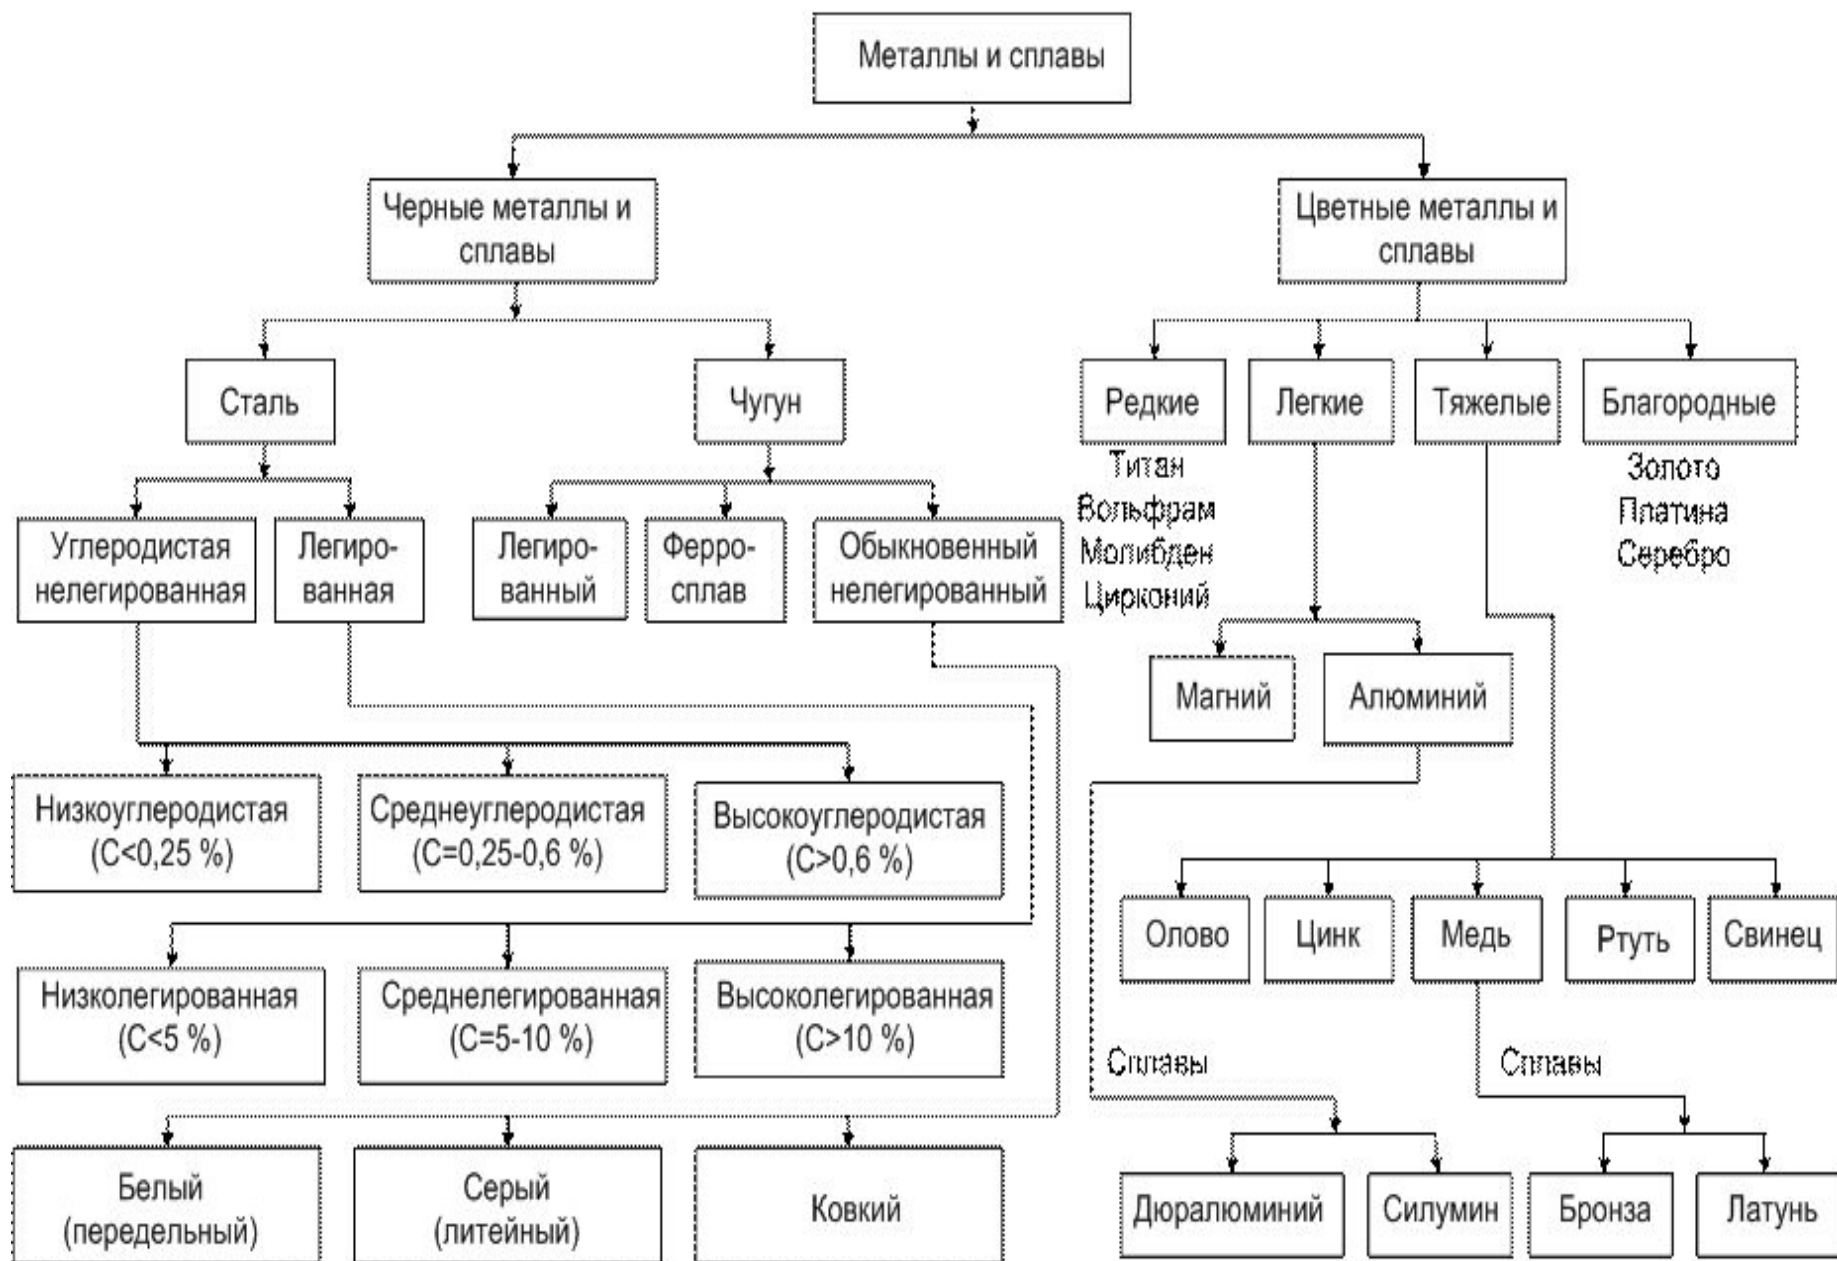 Металлы и сплавы
Черные металлы и
сплавы
Цветные металлы и
сплавы
Сталь
Чугун
Редкие
Легкие
Тяжелые
Благородные
Титан
Вольфрам
Молибден
Цирконий
Золото
Платина
Серебро
Углеродистая
нелегированная
Легиро-
ванная
Легиро-
ванный
Ферро-
сплав
Обыкновенный
нелегированный
Магний
Алюминий
Низкоуглеродистая
(С<0,25 %)
Среднеуглеродистая
(С=0,25-0,6 %)
Высокоуглеродистая
(С>0,6 %)
Олово
Цинк
Медь
Ртуть
Свинец
Низколегированная
(С<5 %)
Среднелегированная
(С=5-10 %)
Высоколегированная
(С>10 %)
Сплавы
Сплавы
Белый
(передельный)
Серый
(литейный)
Ковкий
Дюралюминий
Силумин
Бронза
Латунь